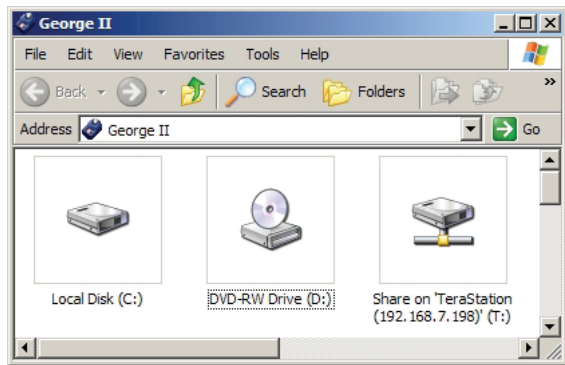 George II
File Edit View Favorites Tools Help
Back Search Folders »
Address George II Go
Local Disk (C:) DVD-RW Drive (D:) Share on 'TeraStation
(192.168.7.198)' (T:)